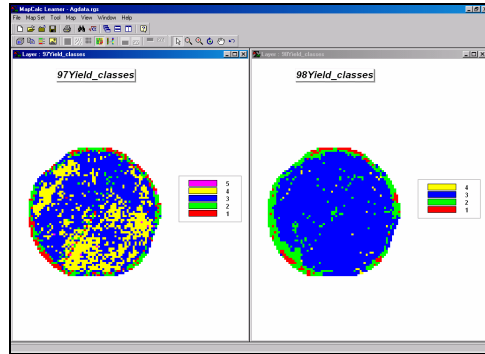 MapCalc Learner - Agdata.rgs
File Map Set Tool Map View Window Help
Layer : 97Yield_classes
97Yield_classes
5
4
3
2
1
Layer : 98Yield_classes
98Yield_classes
4
3
2
1